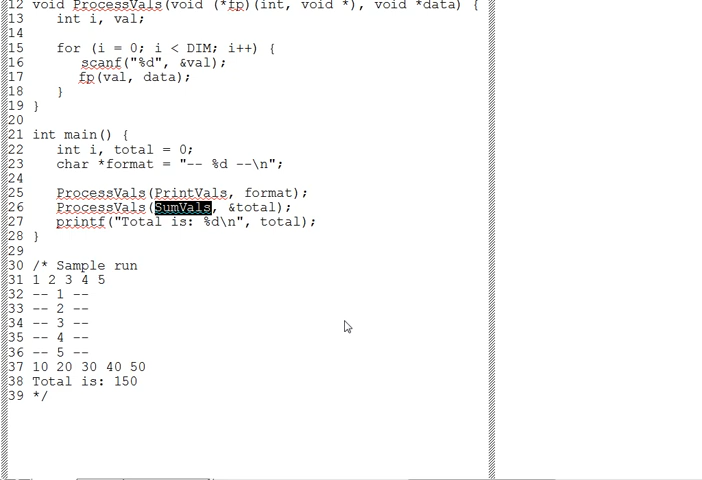 12 void ProcessVals(void (*fp)(int, void *), void *data) {
13    int i, val;
14
15    for (i = 0; i < DIM; i++) {
16       scanf("%d", &val);
17       fp(val, data);
18    }
19 }
20
21 int main() {
22    int i, total = 0;
23    char *format = "-- %d --\n";
24
25    ProcessVals(PrintVals, format);
26    ProcessVals(SumVals, &total);
27    printf("Total is: %d\n", total);
28 }
29
30 /* Sample run
31 1 2 3 4 5
32 -- 1 --
33 -- 2 --
34 -- 3 --
35 -- 4 --
36 -- 5 --
37 10 20 30 40 50
38 Total is: 150
39 */